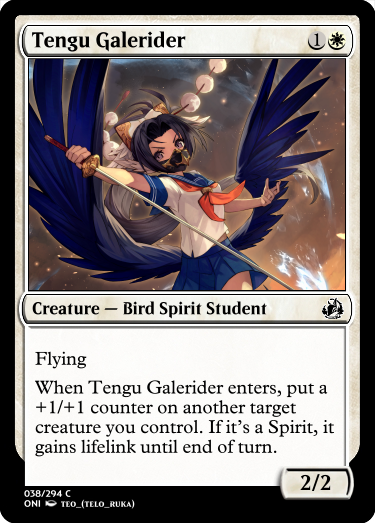 Tengu Galerider 1
Creature — Bird Spirit Student
Flying
When Tengu Galerider enters, put a
+1/+1 counter on another target
creature you control. If it's a Spirit, it
gains lifelink until end of turn.
2/2
038/294 C
ONI TEO_(TELO_RUKA)